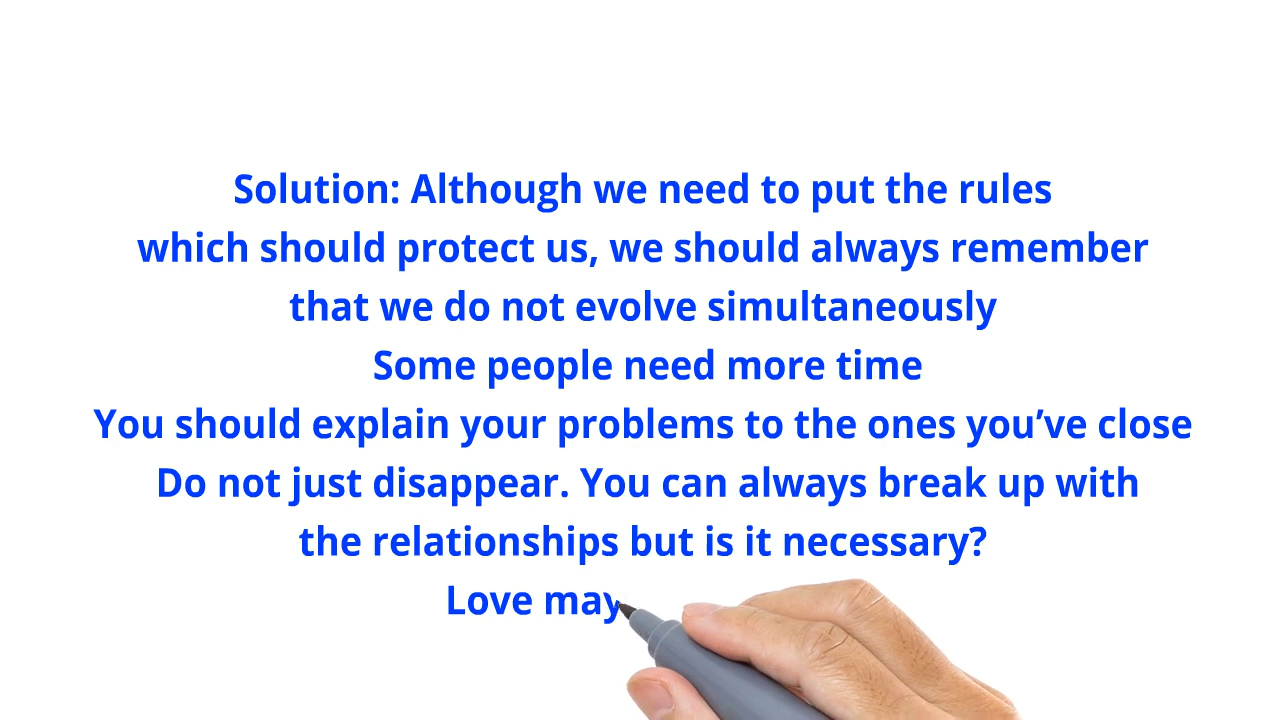 Solution: Although we need to put the rules
which should protect us, we should always remember
that we do not evolve simultaneously
Some people need more time
You should explain your problems to the ones you’ve close
Do not just disappear. You can always break up with
the relationships but is it necessary?
Love may